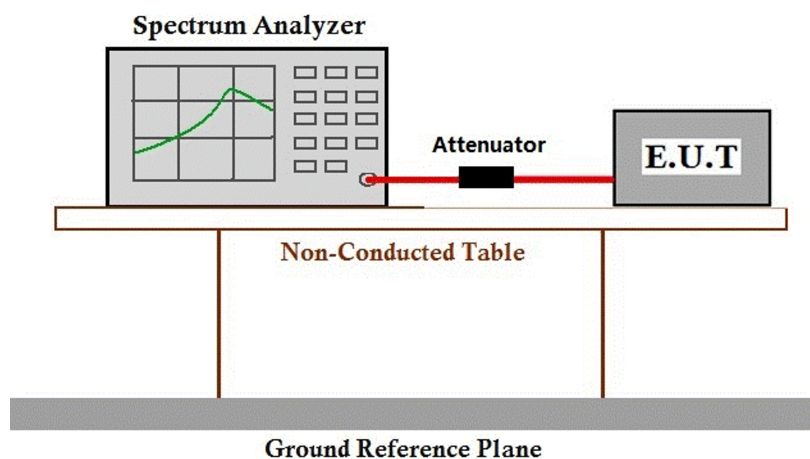 Spectrum Analyzer
Attenuator
E.U.T
Non-Conducted Table
Ground Reference Plane